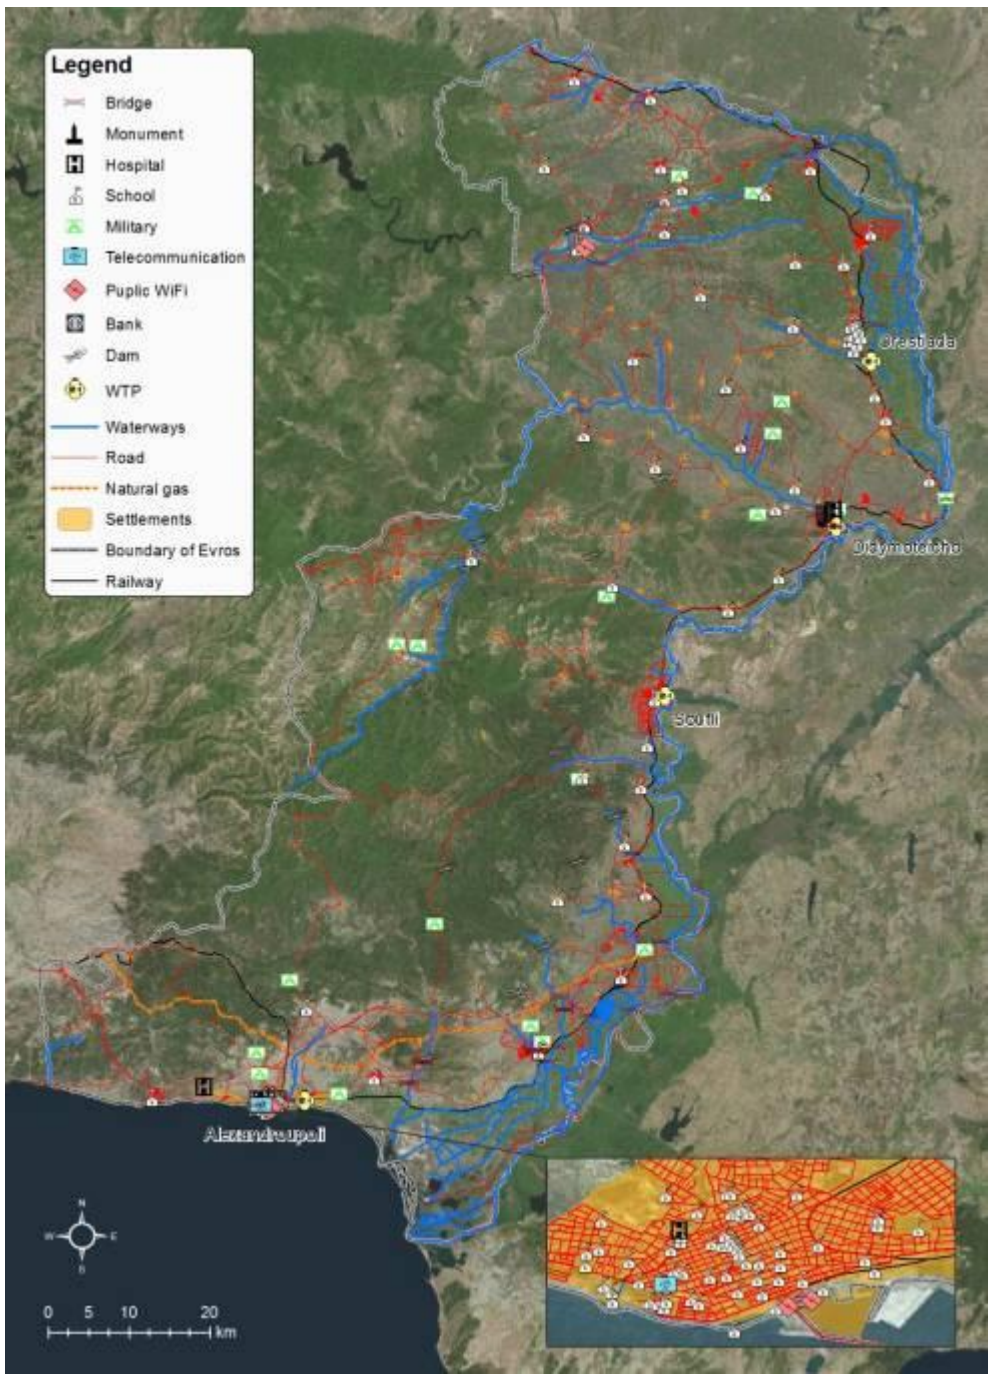 Legend
Bridge
Monument
Hospital
School
Military
Telecommunication
Puplic WiFi
Bank
Dam
WTP
Waterways
Road
Natural gas
Settlements
Boundary of Evros
Railway
Orestiada
Didymoteicho
Soufli
Alexandroupoli
N
W E
S
0 5 10 20
km